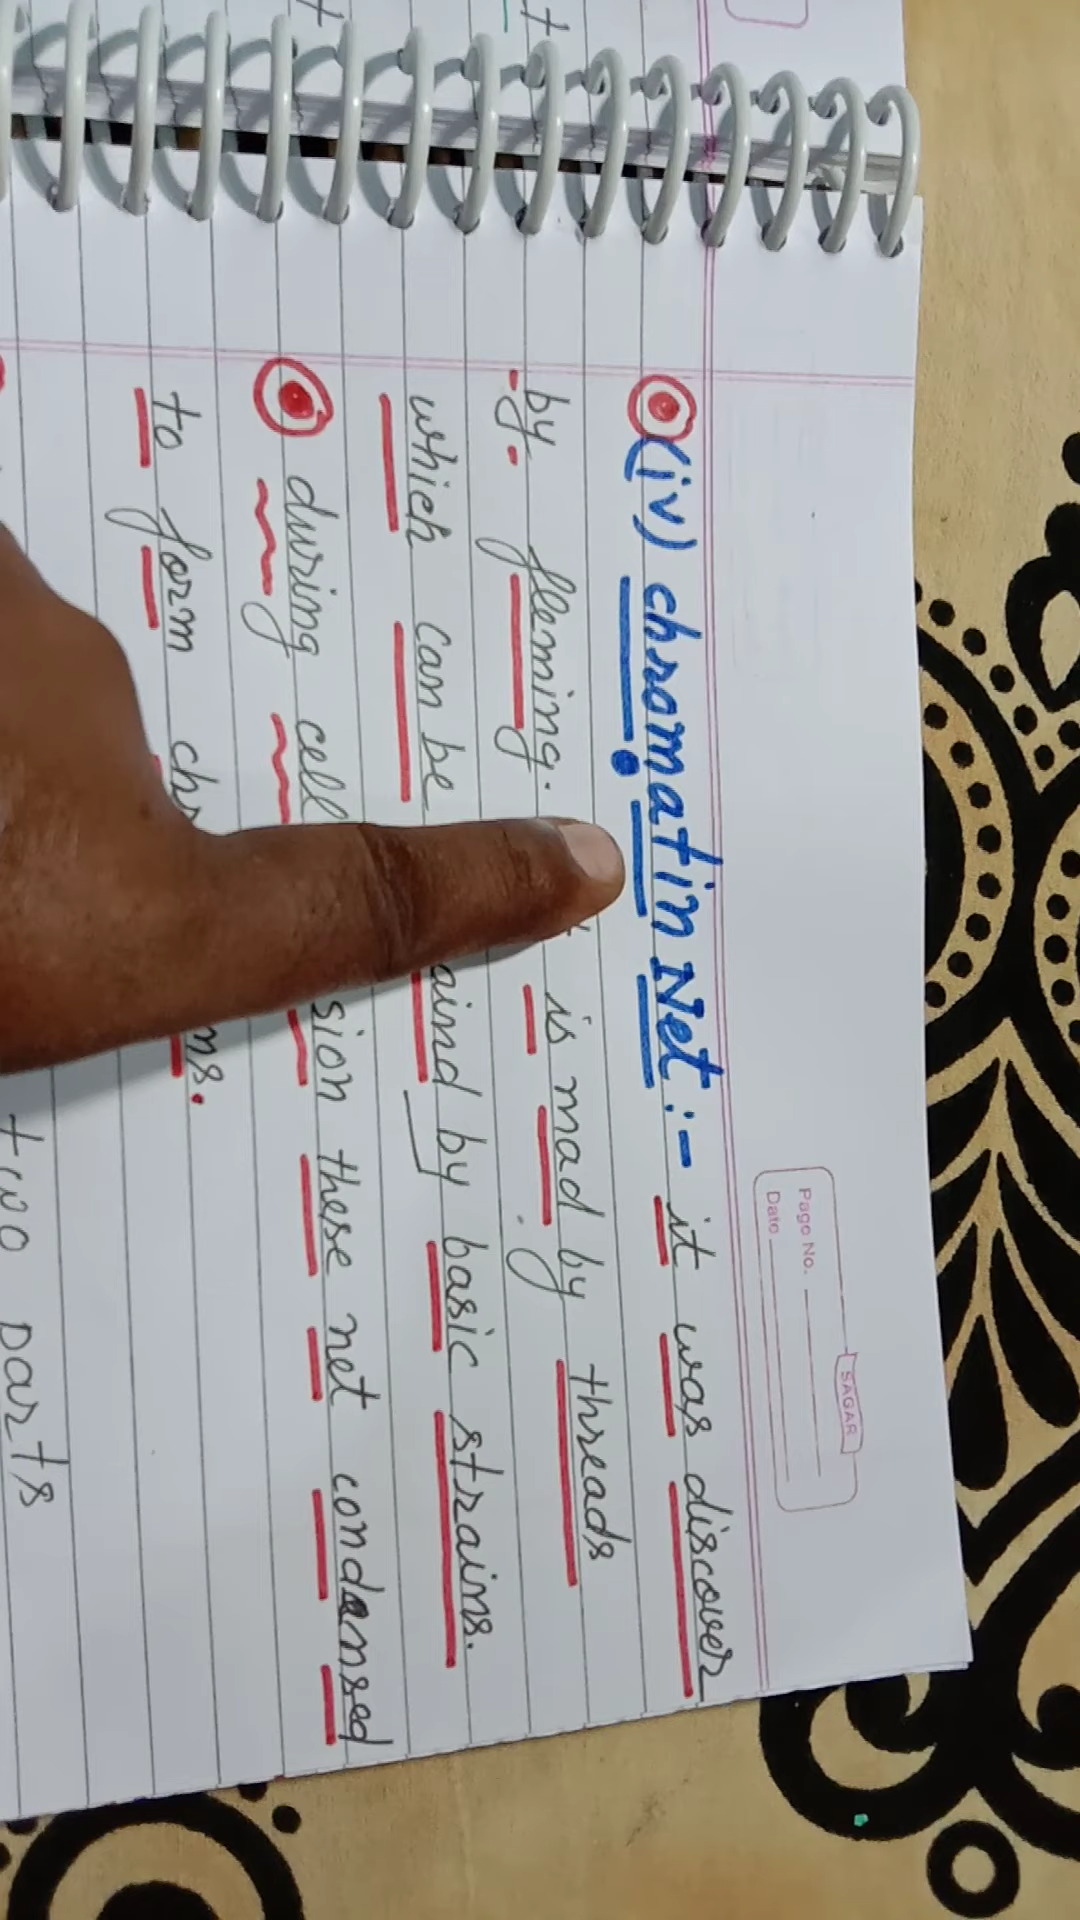 SAGAR
Page No.
Date
(iv) chromatin Net :- it was discover
by fleming. is mad by threads
which can be by basic strains.
during cell these net condensed
to form
two parts